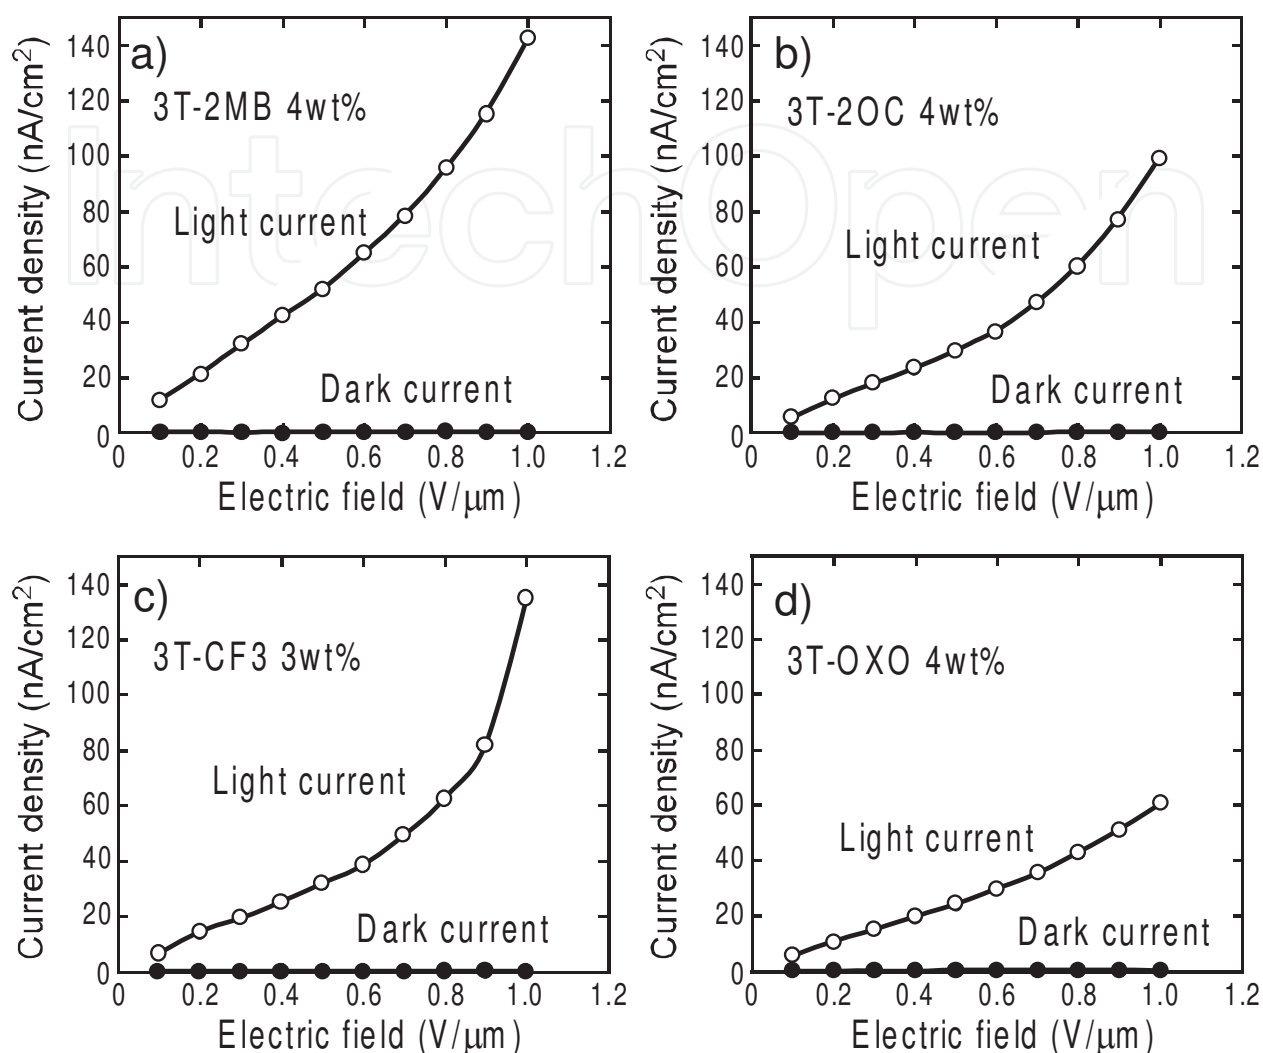 a)
3T-2MB 4wt%
Light current
Dark current
Current density (nA/cm²)
140
120
100
80
60
40
20
0
0 0.2 0.4 0.6 0.8 1.0 1.2
Electric field (V/μm)
b)
3T-2OC 4wt%
Light current
Dark current
Current density (nA/cm²)
140
120
100
80
60
40
20
0
0 0.2 0.4 0.6 0.8 1.0 1.2
Electric field (V/μm)
c)
3T-CF3 3wt%
Light current
Dark current
Current density (nA/cm²)
140
120
100
80
60
40
20
0
0 0.2 0.4 0.6 0.8 1.0 1.2
Electric field (V/μm)
d)
3T-OXO 4wt%
Light current
Dark current
Current density (nA/cm²)
140
120
100
80
60
40
20
0
0 0.2 0.4 0.6 0.8 1.0 1.2
Electric field (V/μm)
IntechOpen